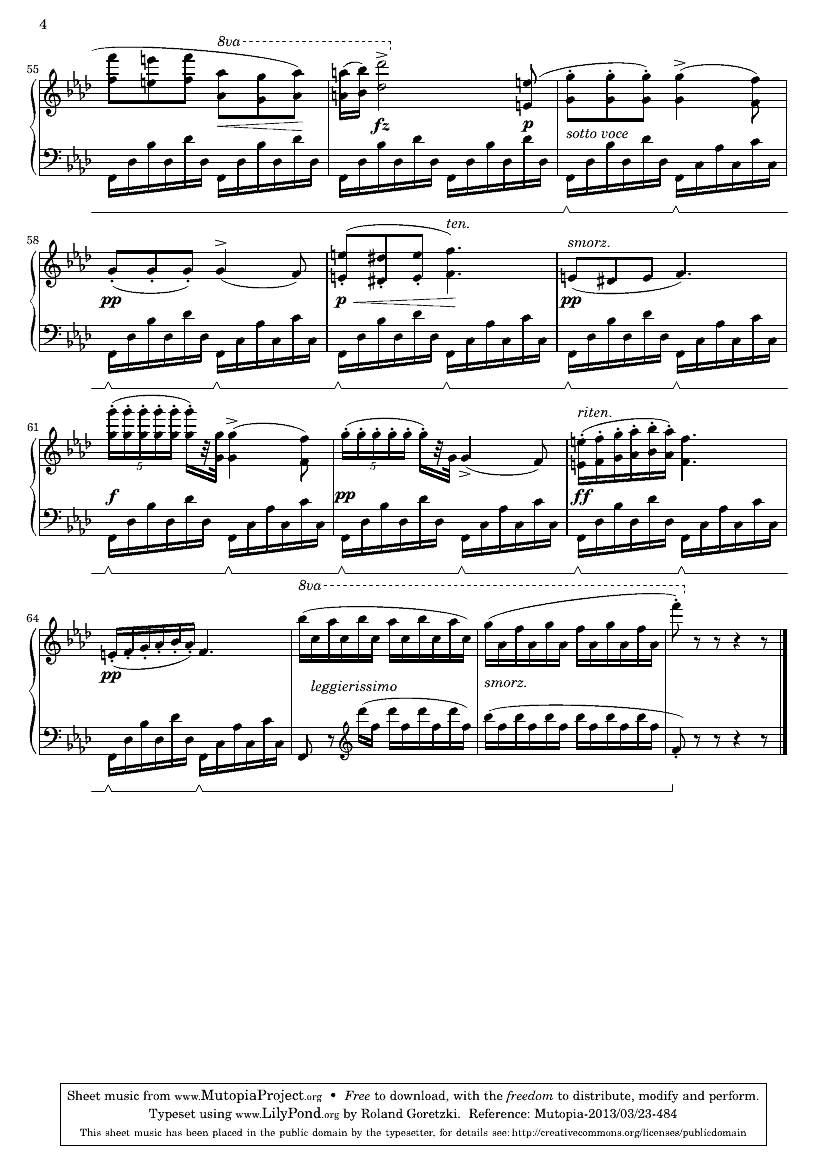 4
8va
55
fz
p
sotto voce
58
ten.
smorz.
pp
p
pp
61
riten.
5
5
f
pp
ff
8va
64
pp
leggierissimo
smorz.
Sheet music from www.MutopiaProject.org • Free to download, with the freedom to distribute, modify and perform.
Typeset using www.LilyPond.org by Roland Goretzki. Reference: Mutopia-2013/03/23-484
This sheet music has been placed in the public domain by the typesetter, for details see: http://creativecommons.org/licenses/publicdomain